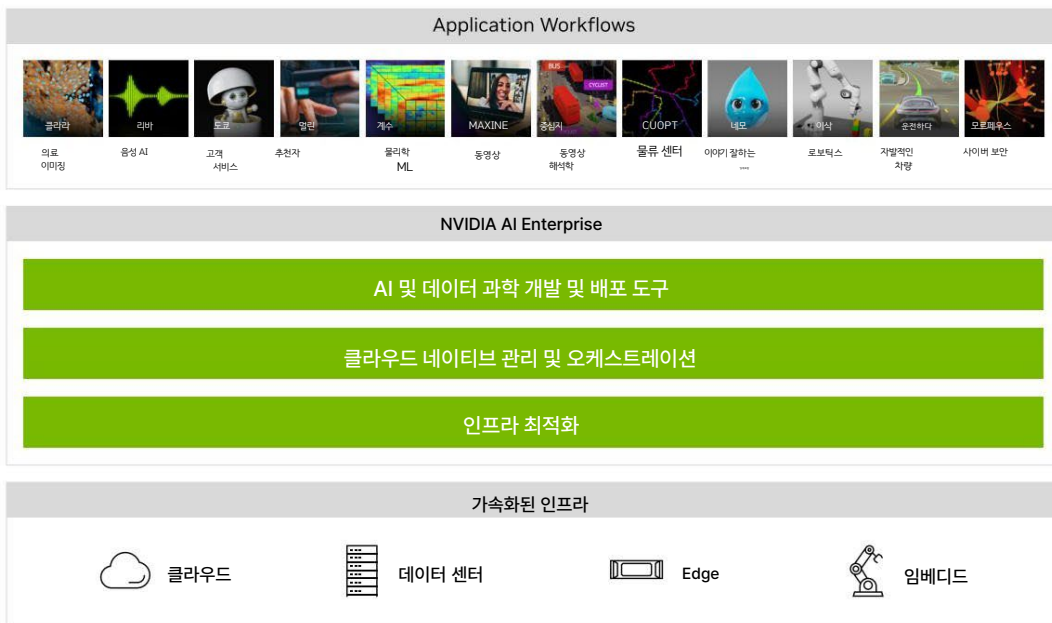 Application Workflows
BUS
CYCLIST
클라라
리바
도쿄
멀린
계수
MAXINE
중심지
CUOPT
네모
이삭
운전하다
모르페우스
의료
이미징
음성 AI
고객
서비스
추천자
물리학
ML
동영상
동영상
해석학
물류 센터
이야기 잘하는
로보틱스
자발적인
차량
사이버 보안
NVIDIA AI Enterprise
AI 및 데이터 과학 개발 및 배포 도구
클라우드 네이티브 관리 및 오케스트레이션
인프라 최적화
가속화된 인프라
클라우드
데이터 센터
Edge
임베디드